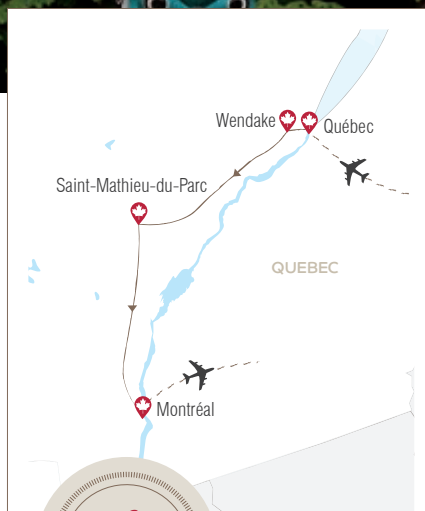 Wendake
Québec
Saint-Mathieu-du-Parc
QUEBEC
Montréal